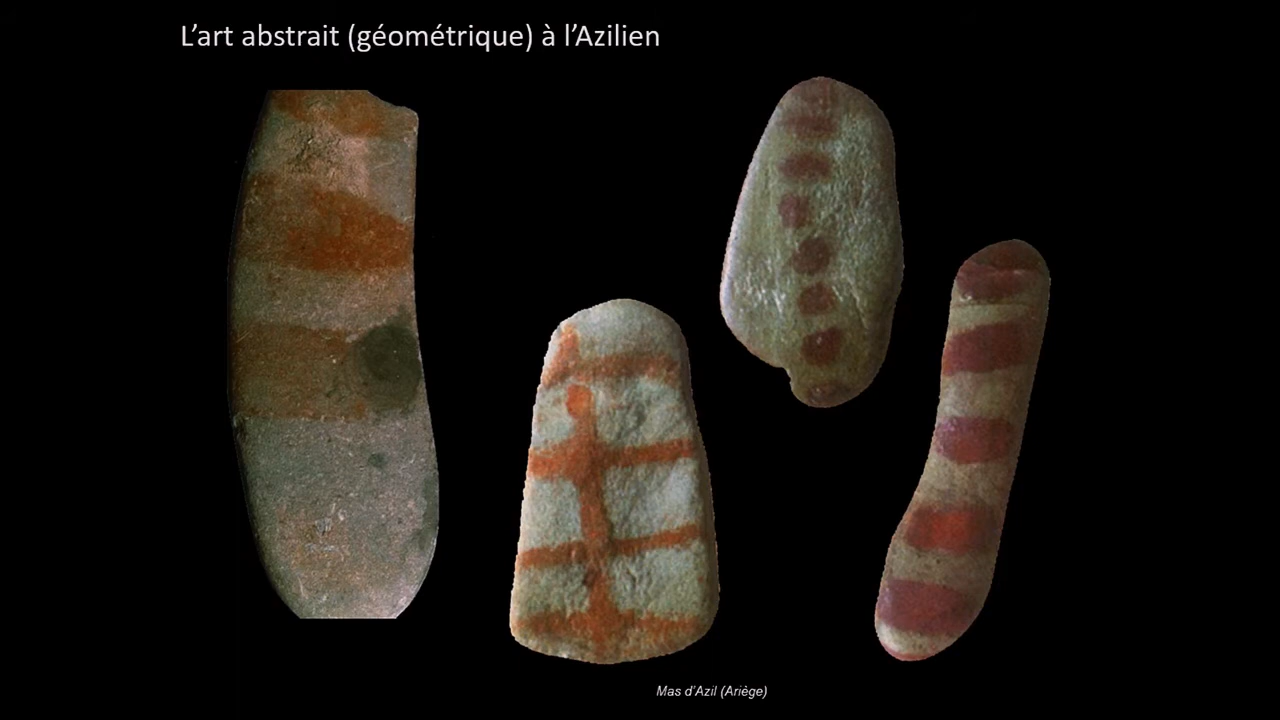 L’art abstrait (géométrique) à l’Azilien
Mas d’Azil (Ariège)